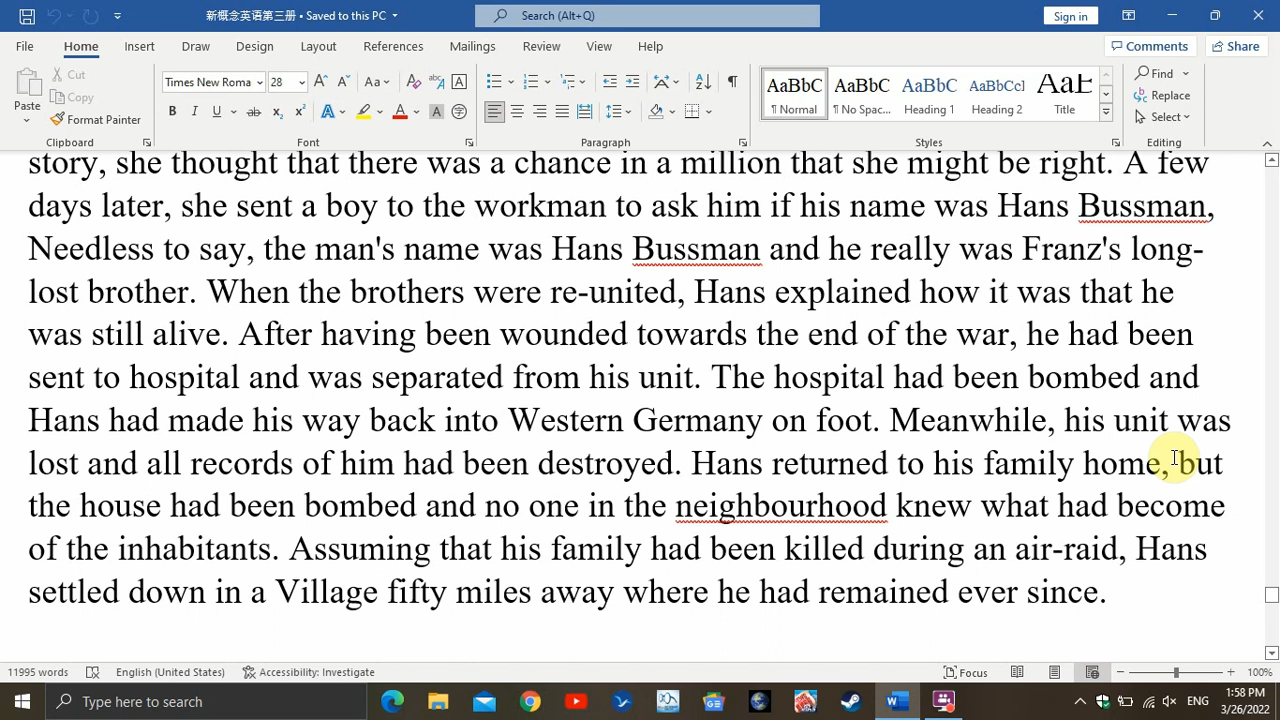 新概念英语第三册 • Saved to this PC
Search (Alt+Q)
Sign in
File Home Insert Draw Design Layout References Mailings Review View Help
Comments Share
Paste
Cut
Copy
Format Painter
Times New Roma 28
Aa
B I U ab x₂ x²
AaBbC AaBbC AaBbC AaBbCcI AaE
¶ Normal ¶ No Spac... Heading 1 Heading 2 Title
Find
Replace
Select
Clipboard Font Paragraph Styles Editing
story, she thought that there was a chance in a million that she might be right. A few
days later, she sent a boy to the workman to ask him if his name was Hans Bussman,
Needless to say, the man's name was Hans Bussman and he really was Franz's long-
lost brother. When the brothers were re-united, Hans explained how it was that he
was still alive. After having been wounded towards the end of the war, he had been
sent to hospital and was separated from his unit. The hospital had been bombed and
Hans had made his way back into Western Germany on foot. Meanwhile, his unit was
lost and all records of him had been destroyed. Hans returned to his family home, but
the house had been bombed and no one in the neighbourhood knew what had become
of the inhabitants. Assuming that his family had been killed during an air-raid, Hans
settled down in a Village fifty miles away where he had remained ever since.
11995 words English (United States) Accessibility: Investigate Focus 100%
Type here to search
ENG
1:58 PM
3/26/2022